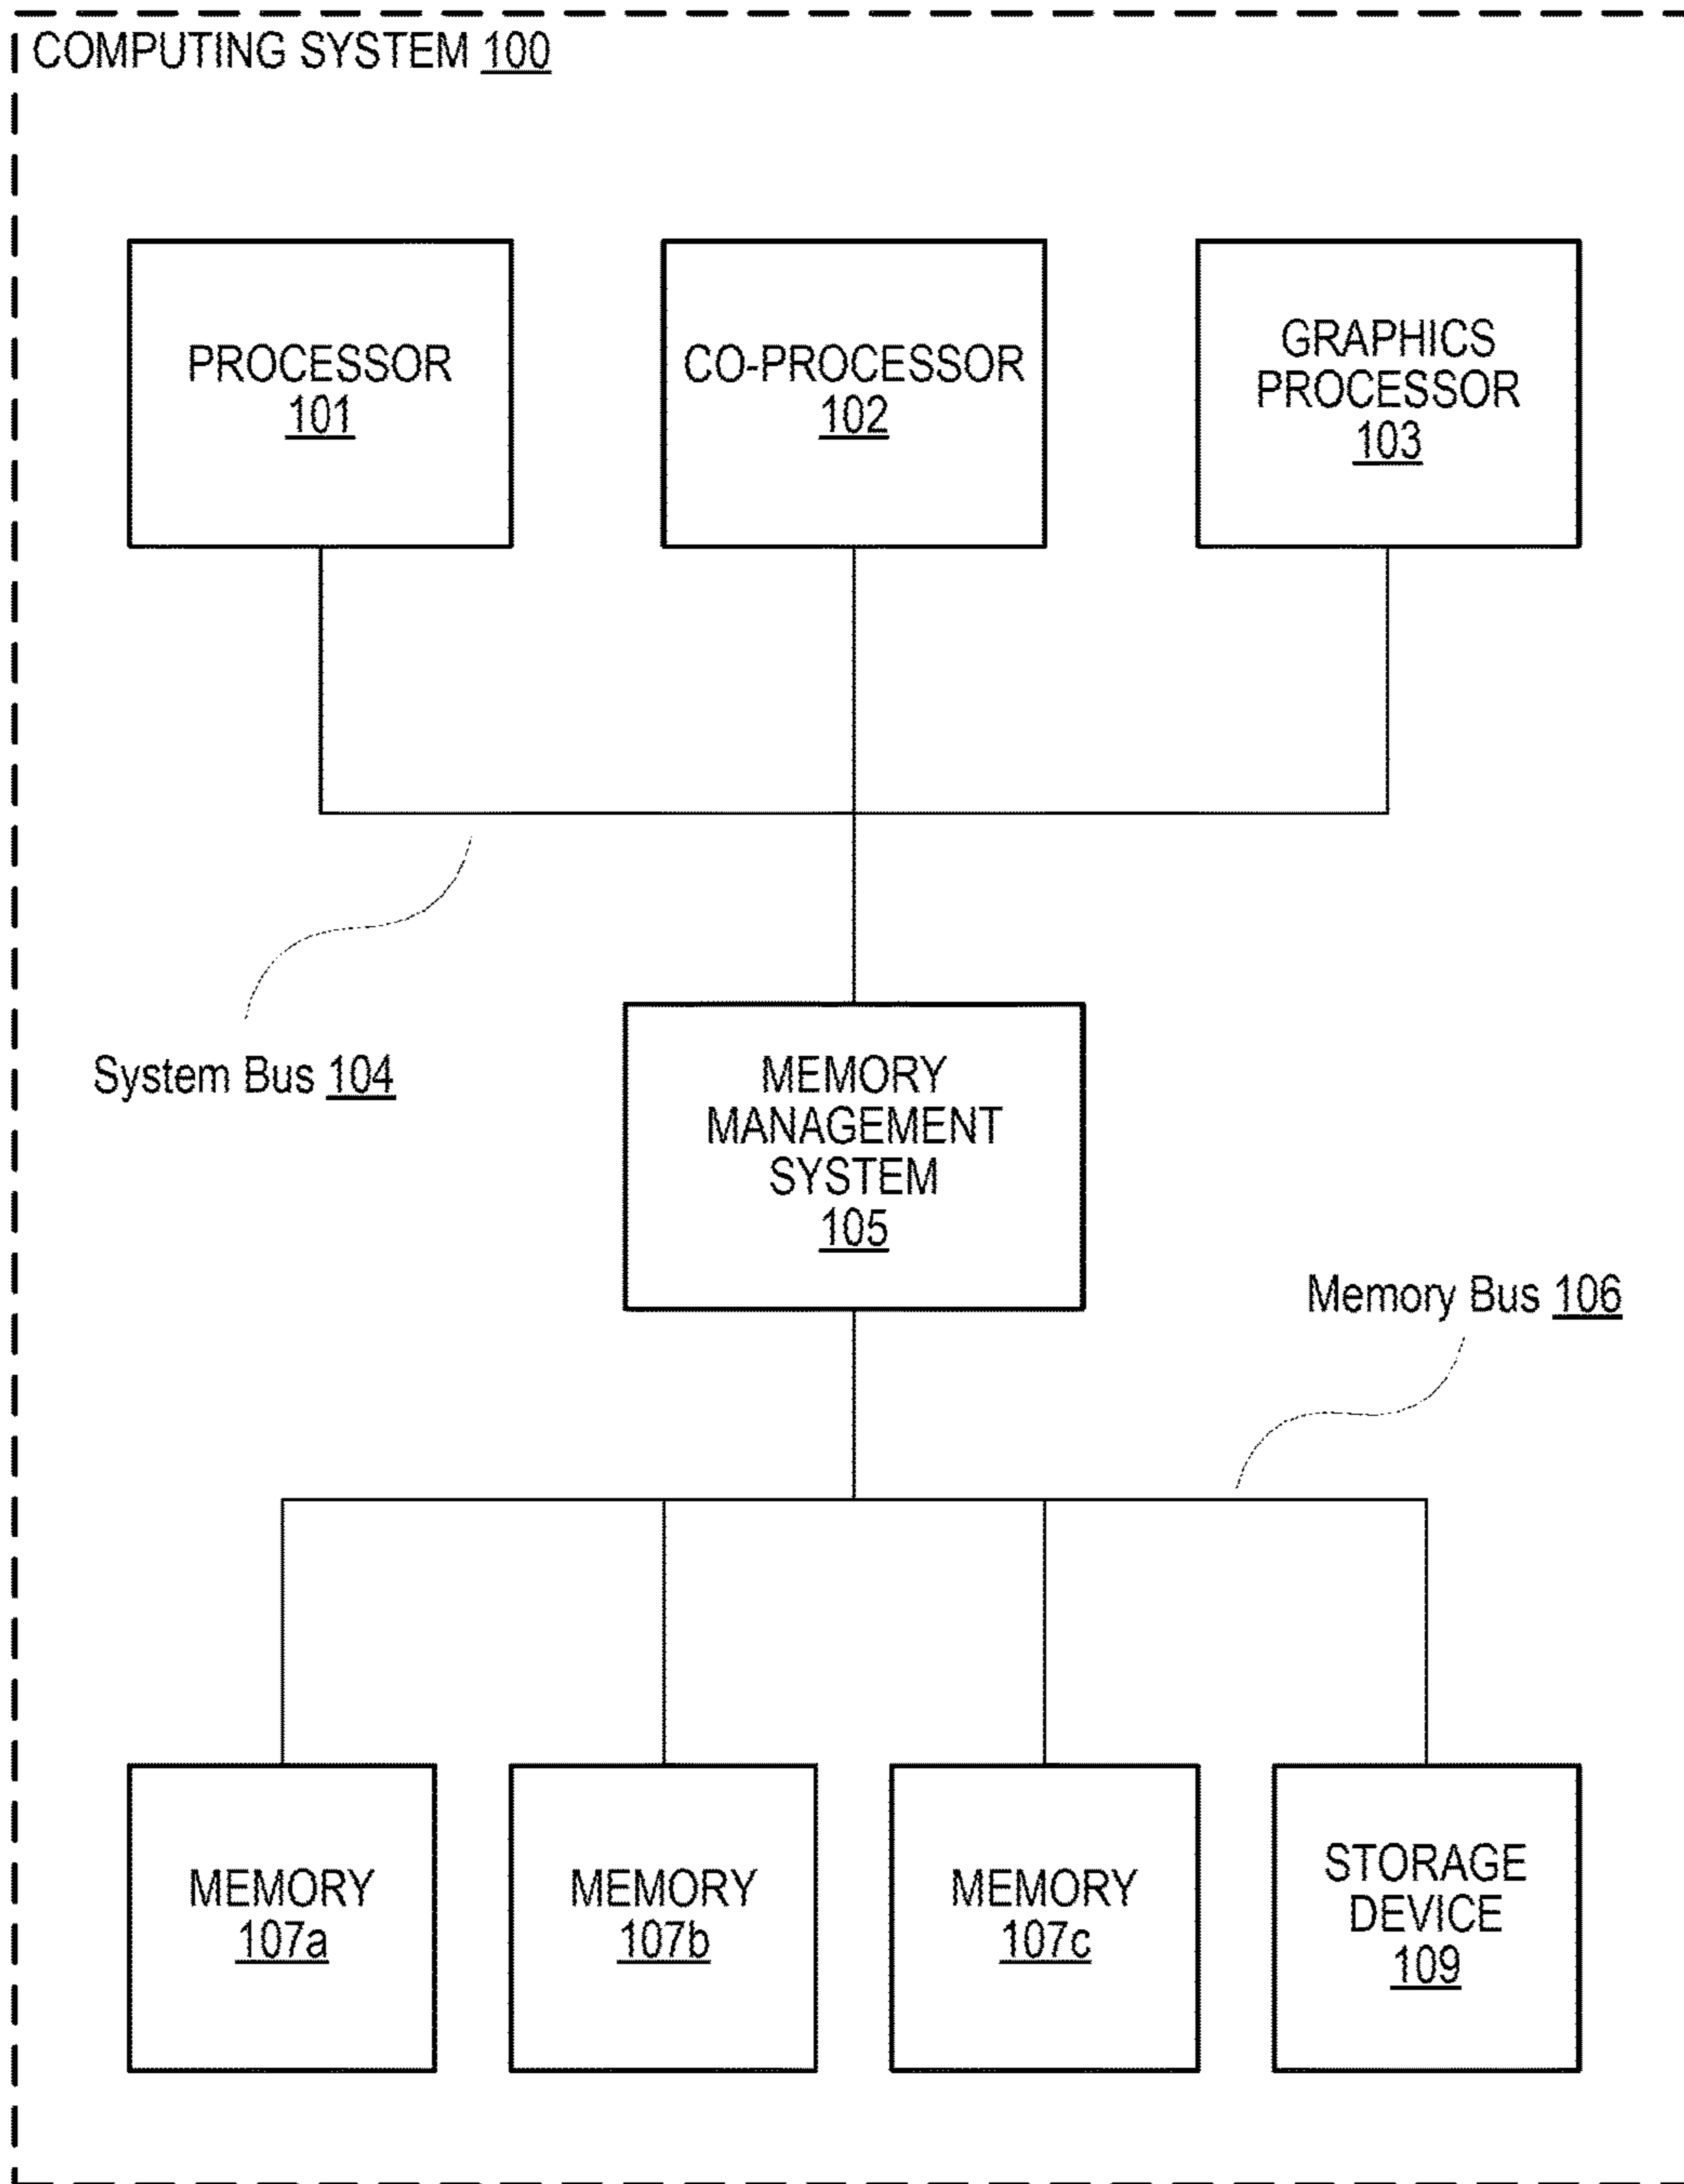 COMPUTING SYSTEM 100
PROCESSOR
101
CO-PROCESSOR
102
GRAPHICS
PROCESSOR
103
System Bus 104
MEMORY
MANAGEMENT
SYSTEM
105
Memory Bus 106
MEMORY
107a
MEMORY
107b
MEMORY
107c
STORAGE
DEVICE
109